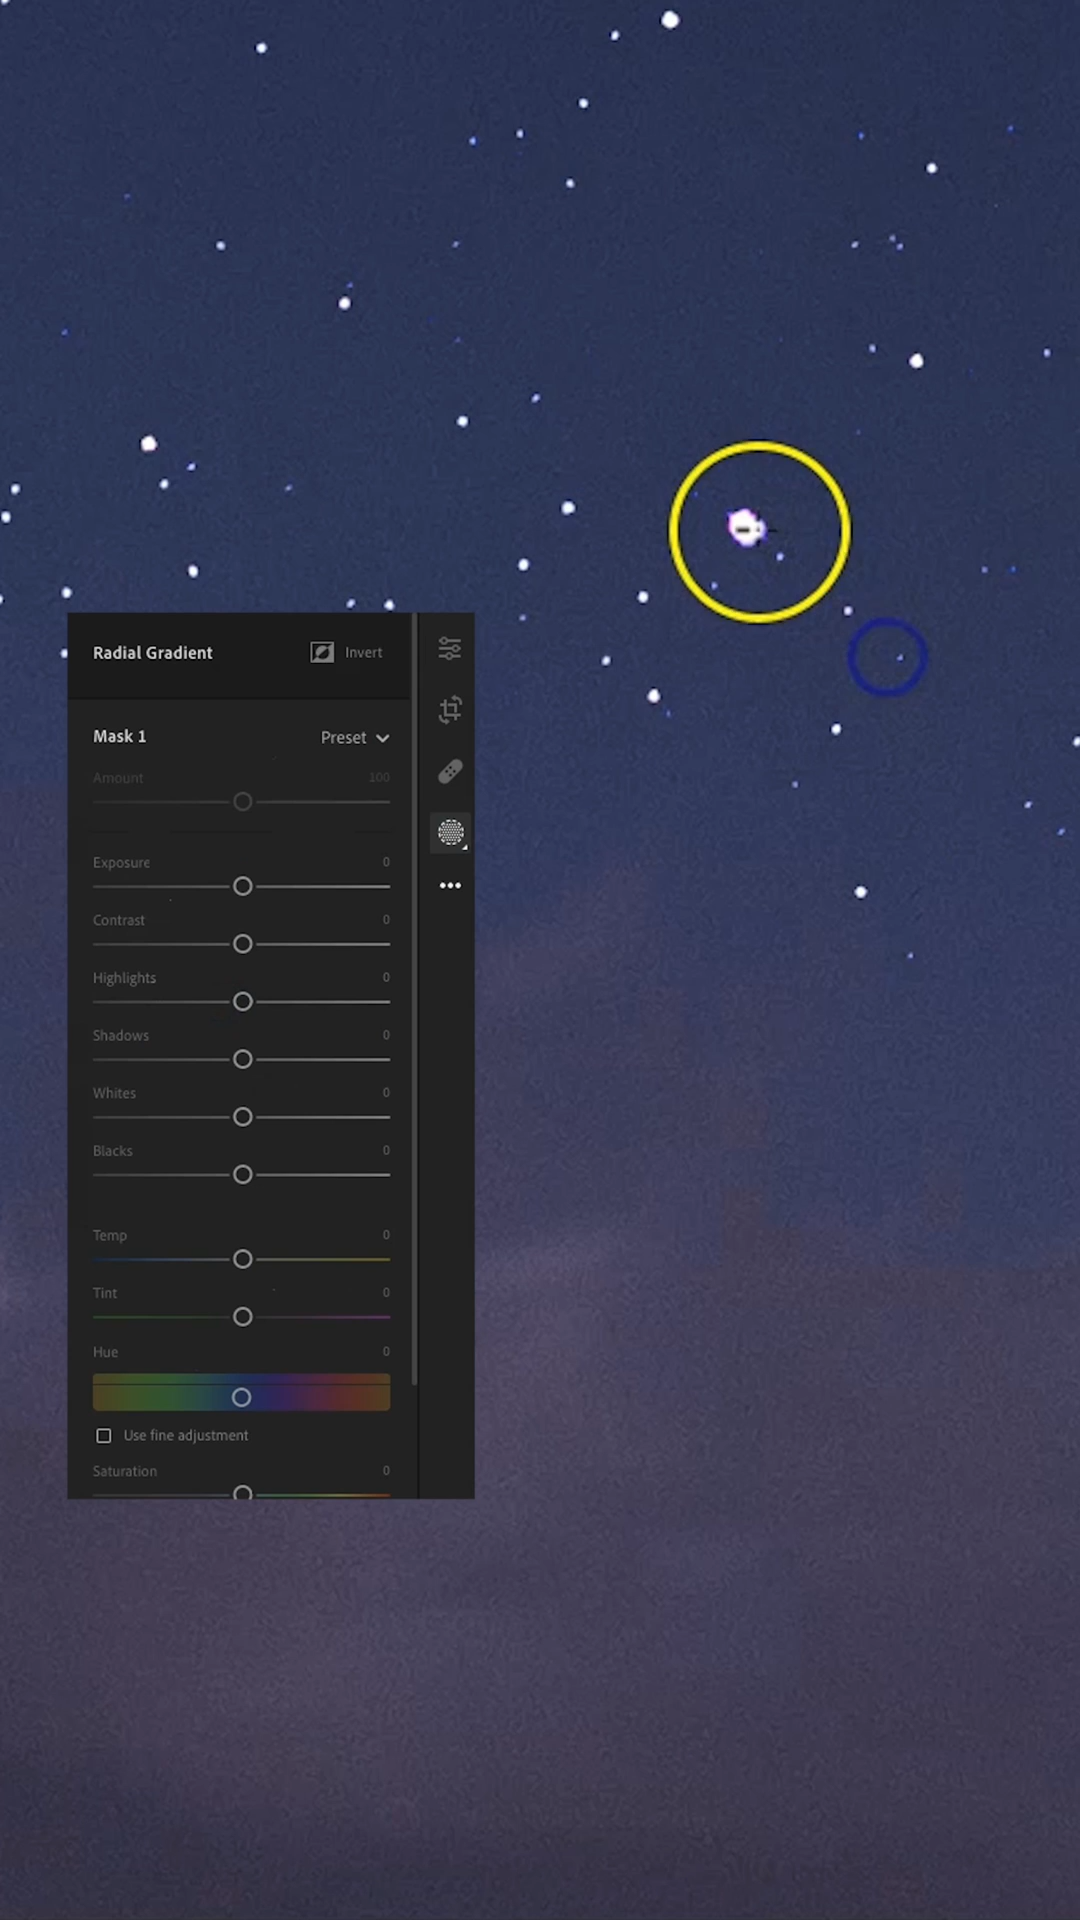 Radial Gradient Invert
Mask 1 Preset
Amount 100
Exposure 0
Contrast 0
Highlights 0
Shadows 0
Whites 0
Blacks 0
Temp 0
Tint 0
Hue 0
Use fine adjustment
Saturation 0